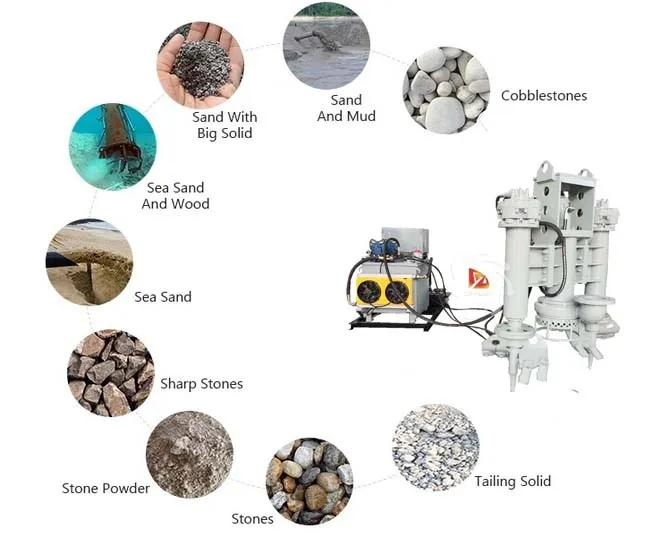 Sand With
Big Solid
Sand
And Mud
Cobblestones
Sea Sand
And Wood
Sea Sand
Sharp Stones
Stone Powder
Stones
Tailing Solid